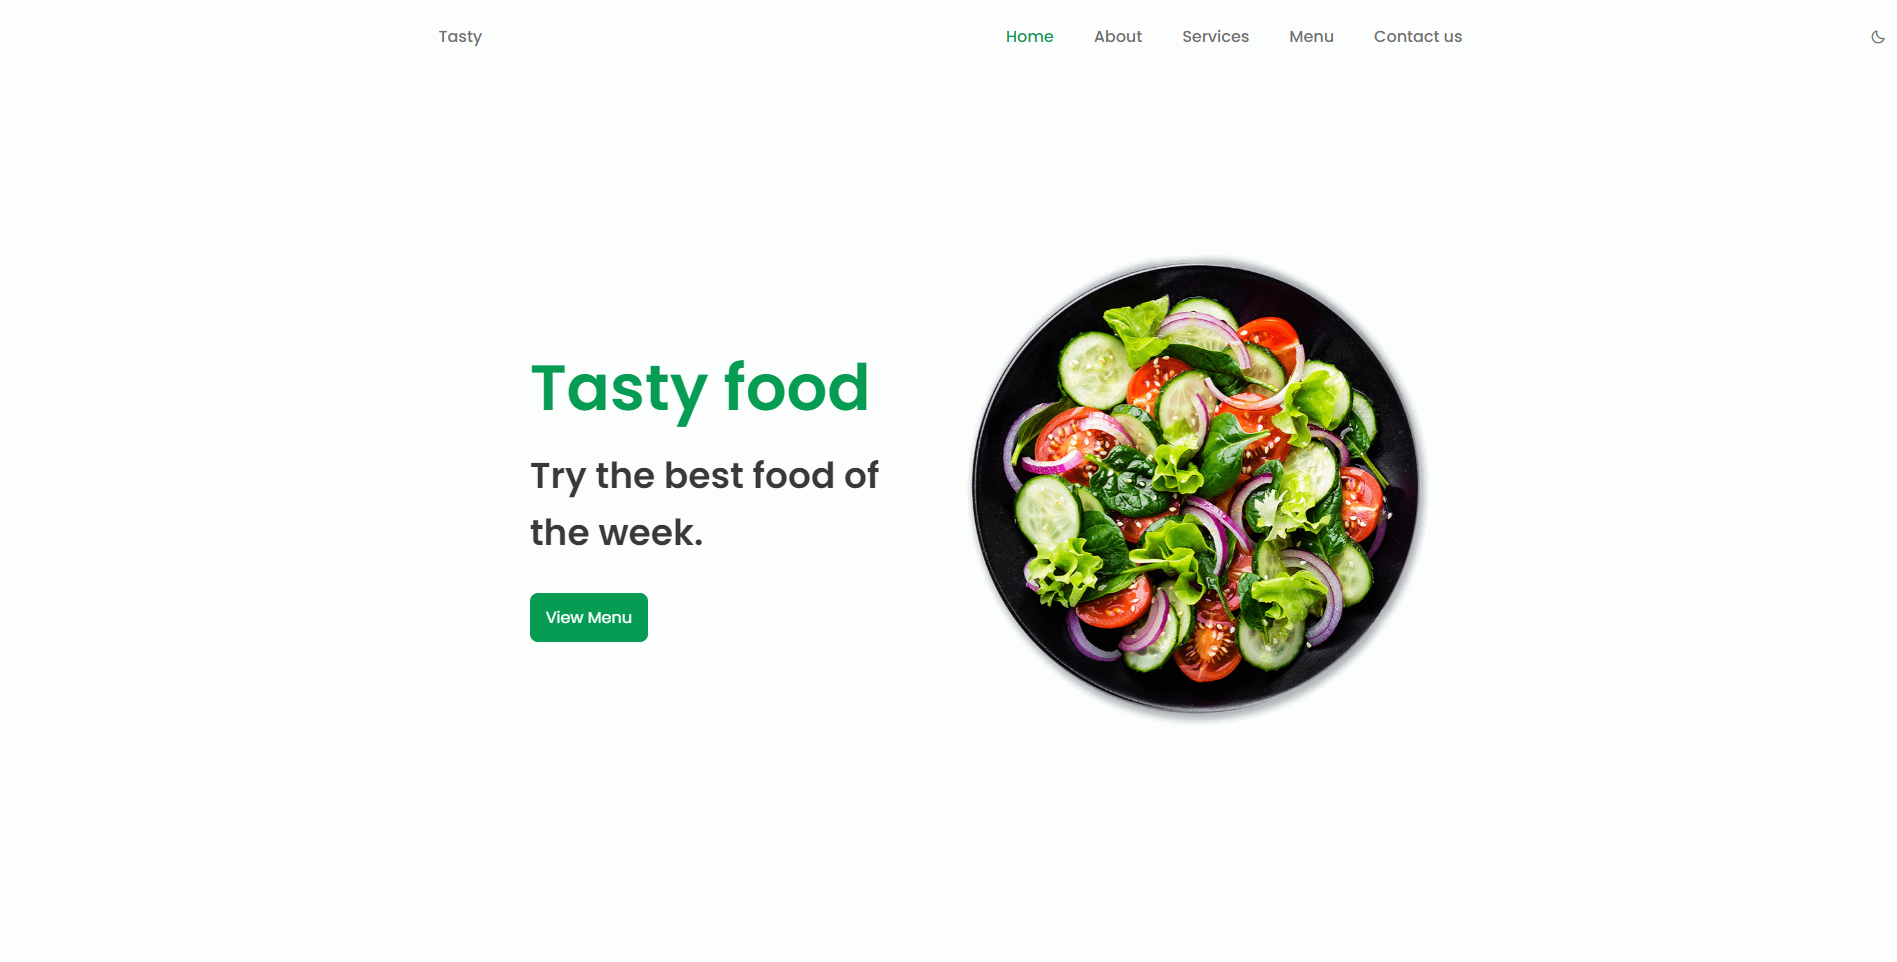 Tasty
Home About Services Menu Contact us
Tasty food
Try the best food of
the week.
View Menu